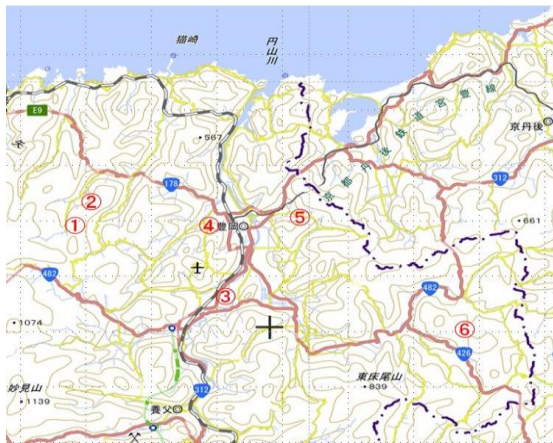 猫崎
円山川
京都丹後鉄道宮豊線
E9
567
京丹後
178
312
②
①
④
豊岡
⑤
661
482
③
482
1074
⑥
426
312
妙見山
1139
養父
東床尾山
839